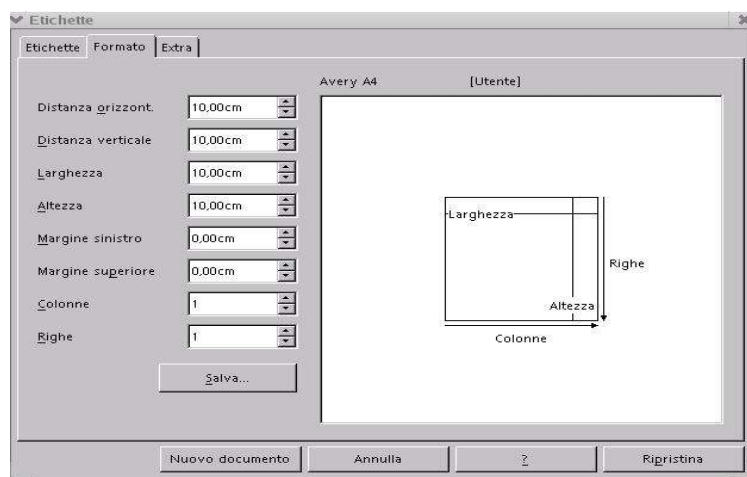 Etichette
Etichette Formato Extra
Avery A4 [Utente]
Distanza orizzont. 10,00cm
Distanza verticale 10,00cm
Larghezza 10,00cm
Altezza 10,00cm
Margine sinistro 0,00cm
Margine superiore 0,00cm
Colonne 1
Righe 1
Salva...
Larghezza
Righe
Altezza
Colonne
Nuovo documento Annulla ? Ripristina